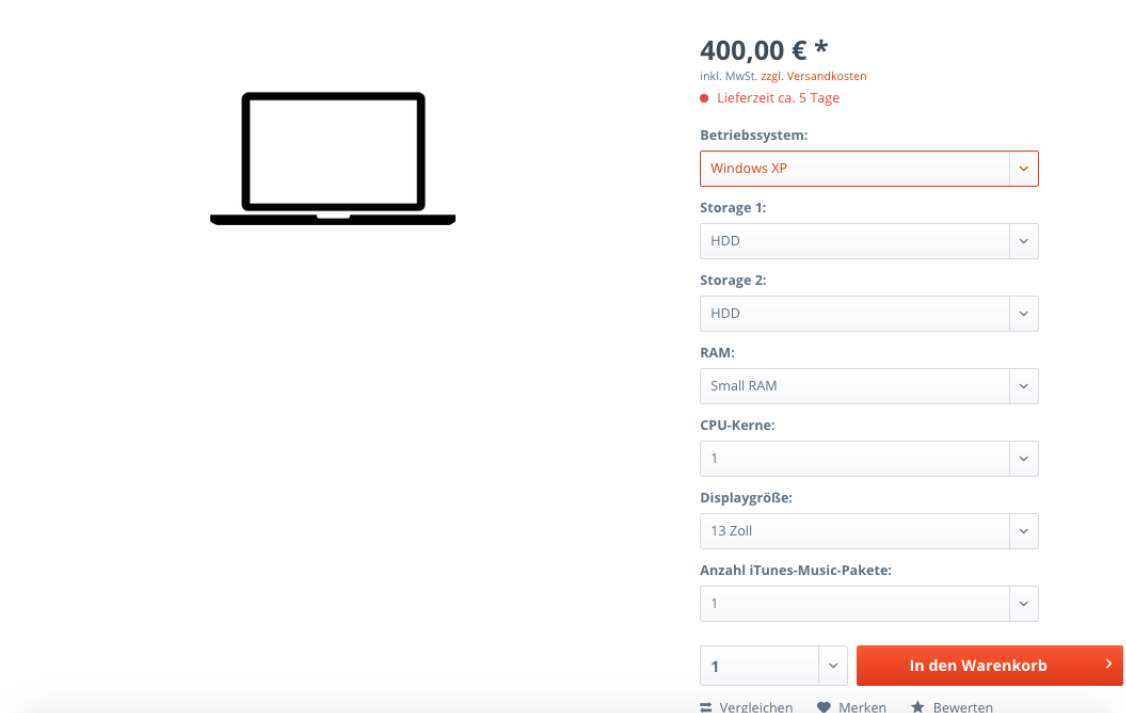 400,00 € *
inkl. MwSt. zzgl. Versandkosten
Lieferzeit ca. 5 Tage
Betriebssystem:
Windows XP
Storage 1:
HDD
Storage 2:
HDD
RAM:
Small RAM
CPU-Kerne:
1
Displaygröße:
13 Zoll
Anzahl iTunes-Music-Pakete:
1
1 In den Warenkorb
Vergleichen Merken Bewerten